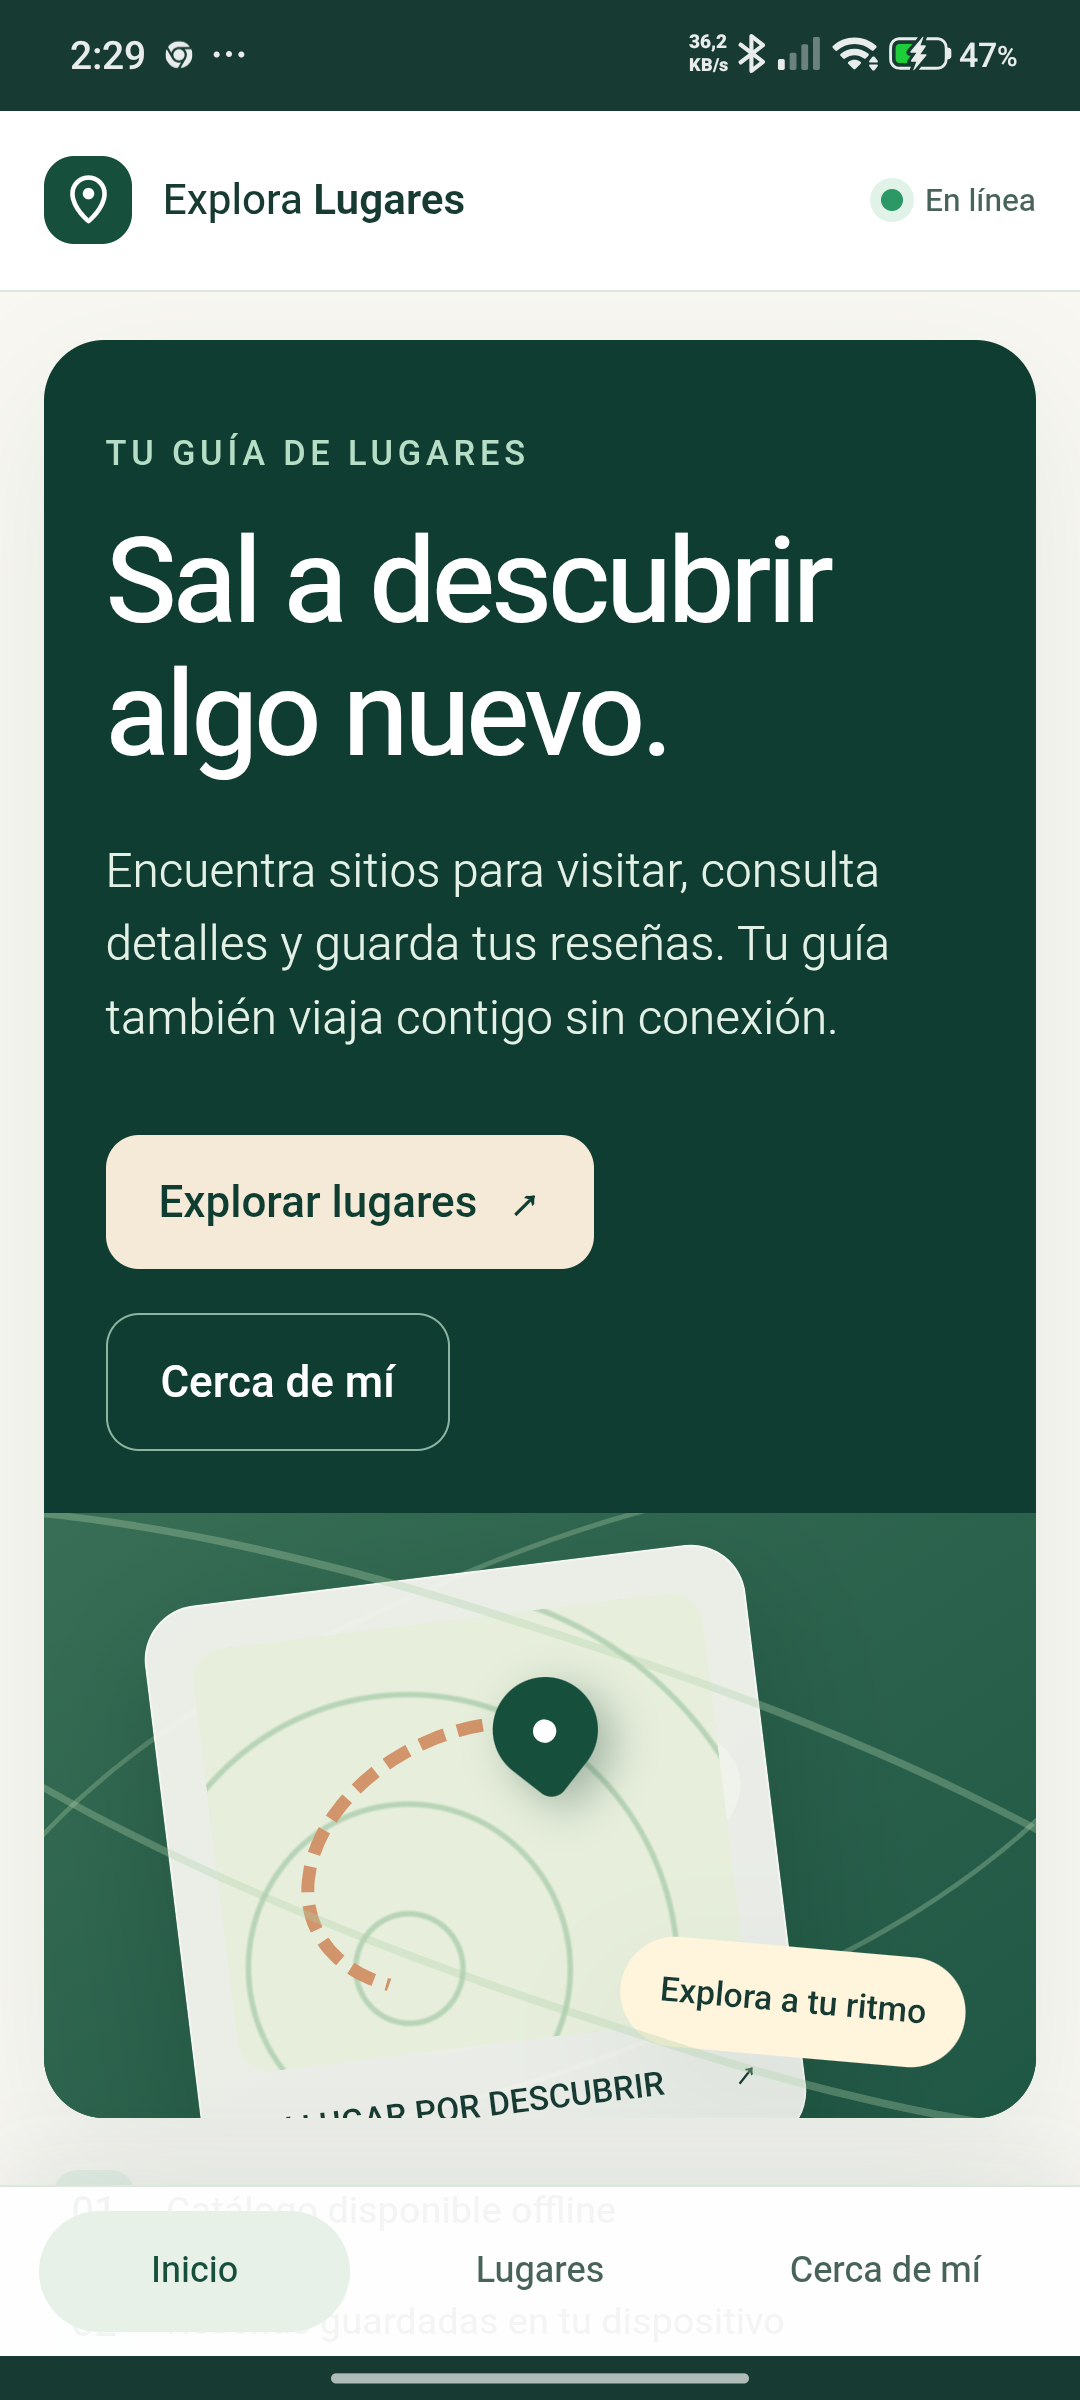 2:29
36,2
KB/s
47%
Explora Lugares
En línea
TU GUÍA DE LUGARES
Sal a descubrir
algo nuevo.
Encuentra sitios para visitar, consulta
detalles y guarda tus reseñas. Tu guía
también viaja contigo sin conexión.
Explorar lugares ↗
Cerca de mí
Explora a tu ritmo
LUGAR POR DESCUBRIR ↗
01 Catálogo disponible offline
Inicio
Lugares
Cerca de mí
guardadas en tu dispositivo